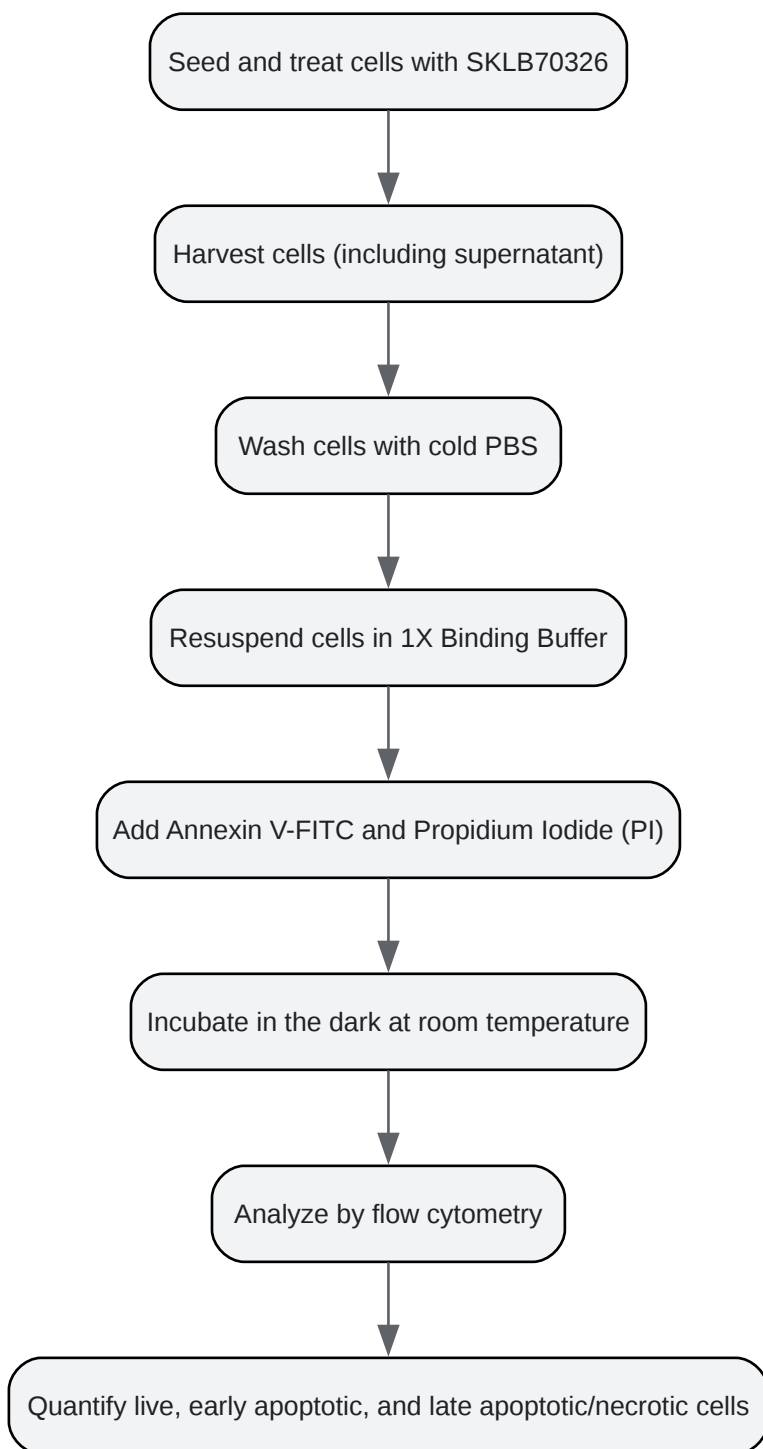 Seed and treat cells with SKLB70326
Harvest cells (including supernatant)
Wash cells with cold PBS
Resuspend cells in 1X Binding Buffer
Add Annexin V-FITC and Propidium Iodide (PI)
Incubate in the dark at room temperature
Analyze by flow cytometry
Quantify live, early apoptotic, and late apoptotic/necrotic cells